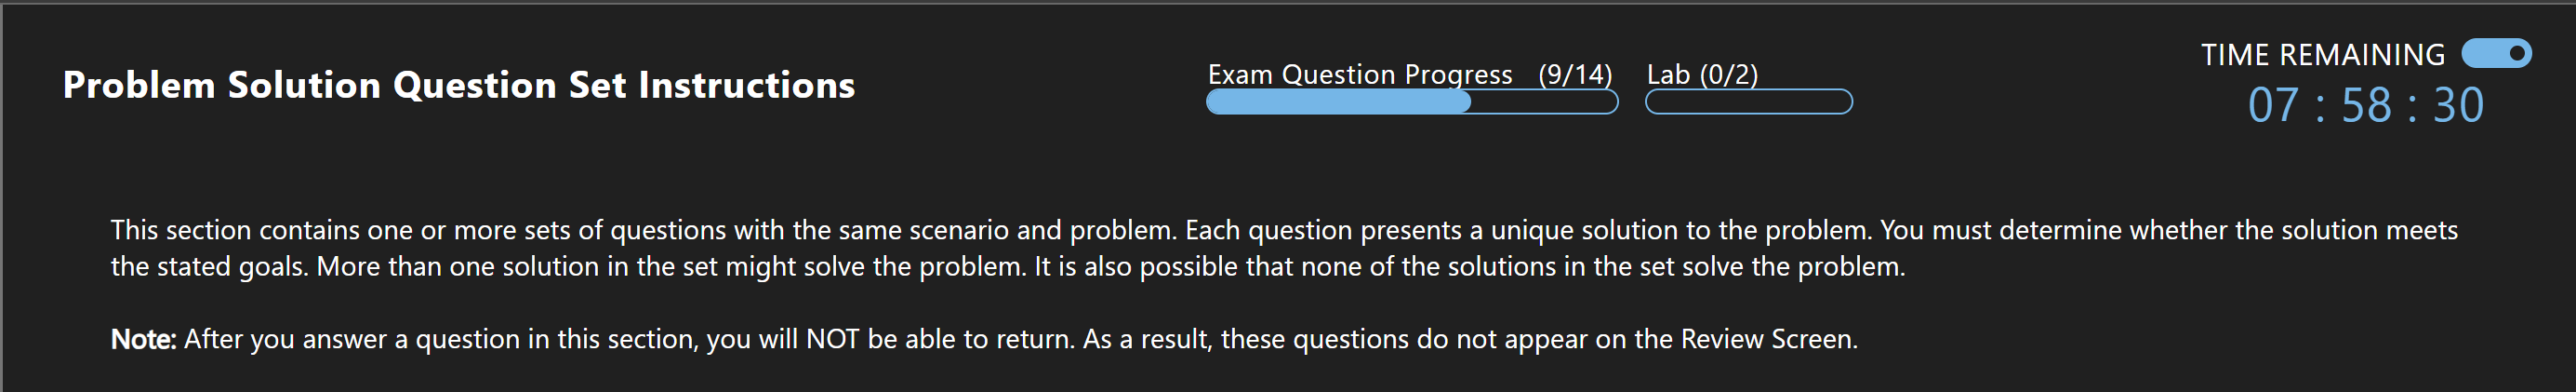 Problem Solution Question Set Instructions
Exam Question Progress (9/14)
Lab (0/2)
TIME REMAINING
07 : 58 : 30
This section contains one or more sets of questions with the same scenario and problem. Each question presents a unique solution to the problem. You must determine whether the solution meets
the stated goals. More than one solution in the set might solve the problem. It is also possible that none of the solutions in the set solve the problem.
Note: After you answer a question in this section, you will NOT be able to return. As a result, these questions do not appear on the Review Screen.